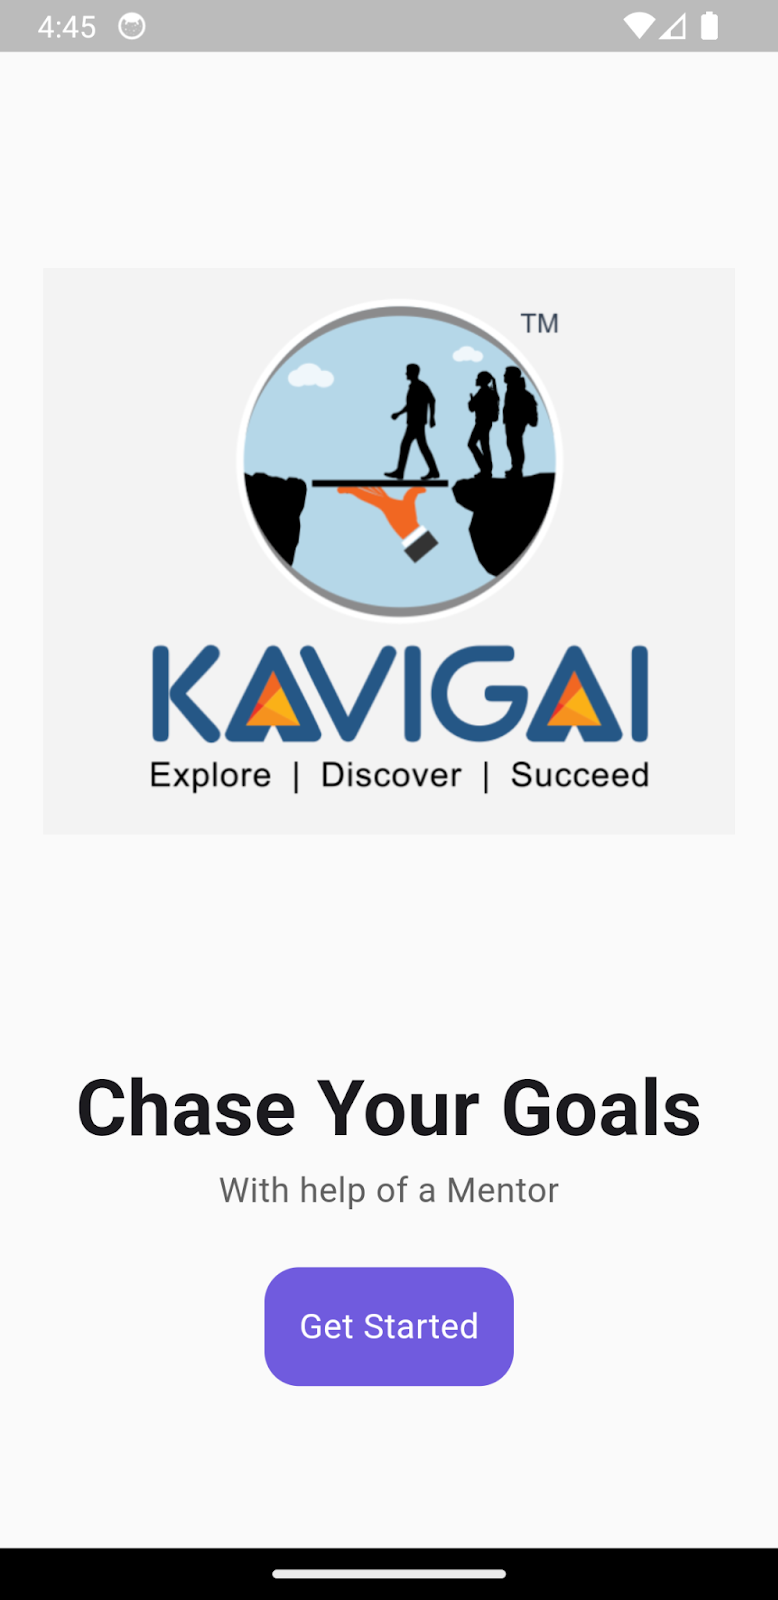 4:45
TM
KAVIGAI
Explore | Discover | Succeed
Chase Your Goals
With help of a Mentor
Get Started